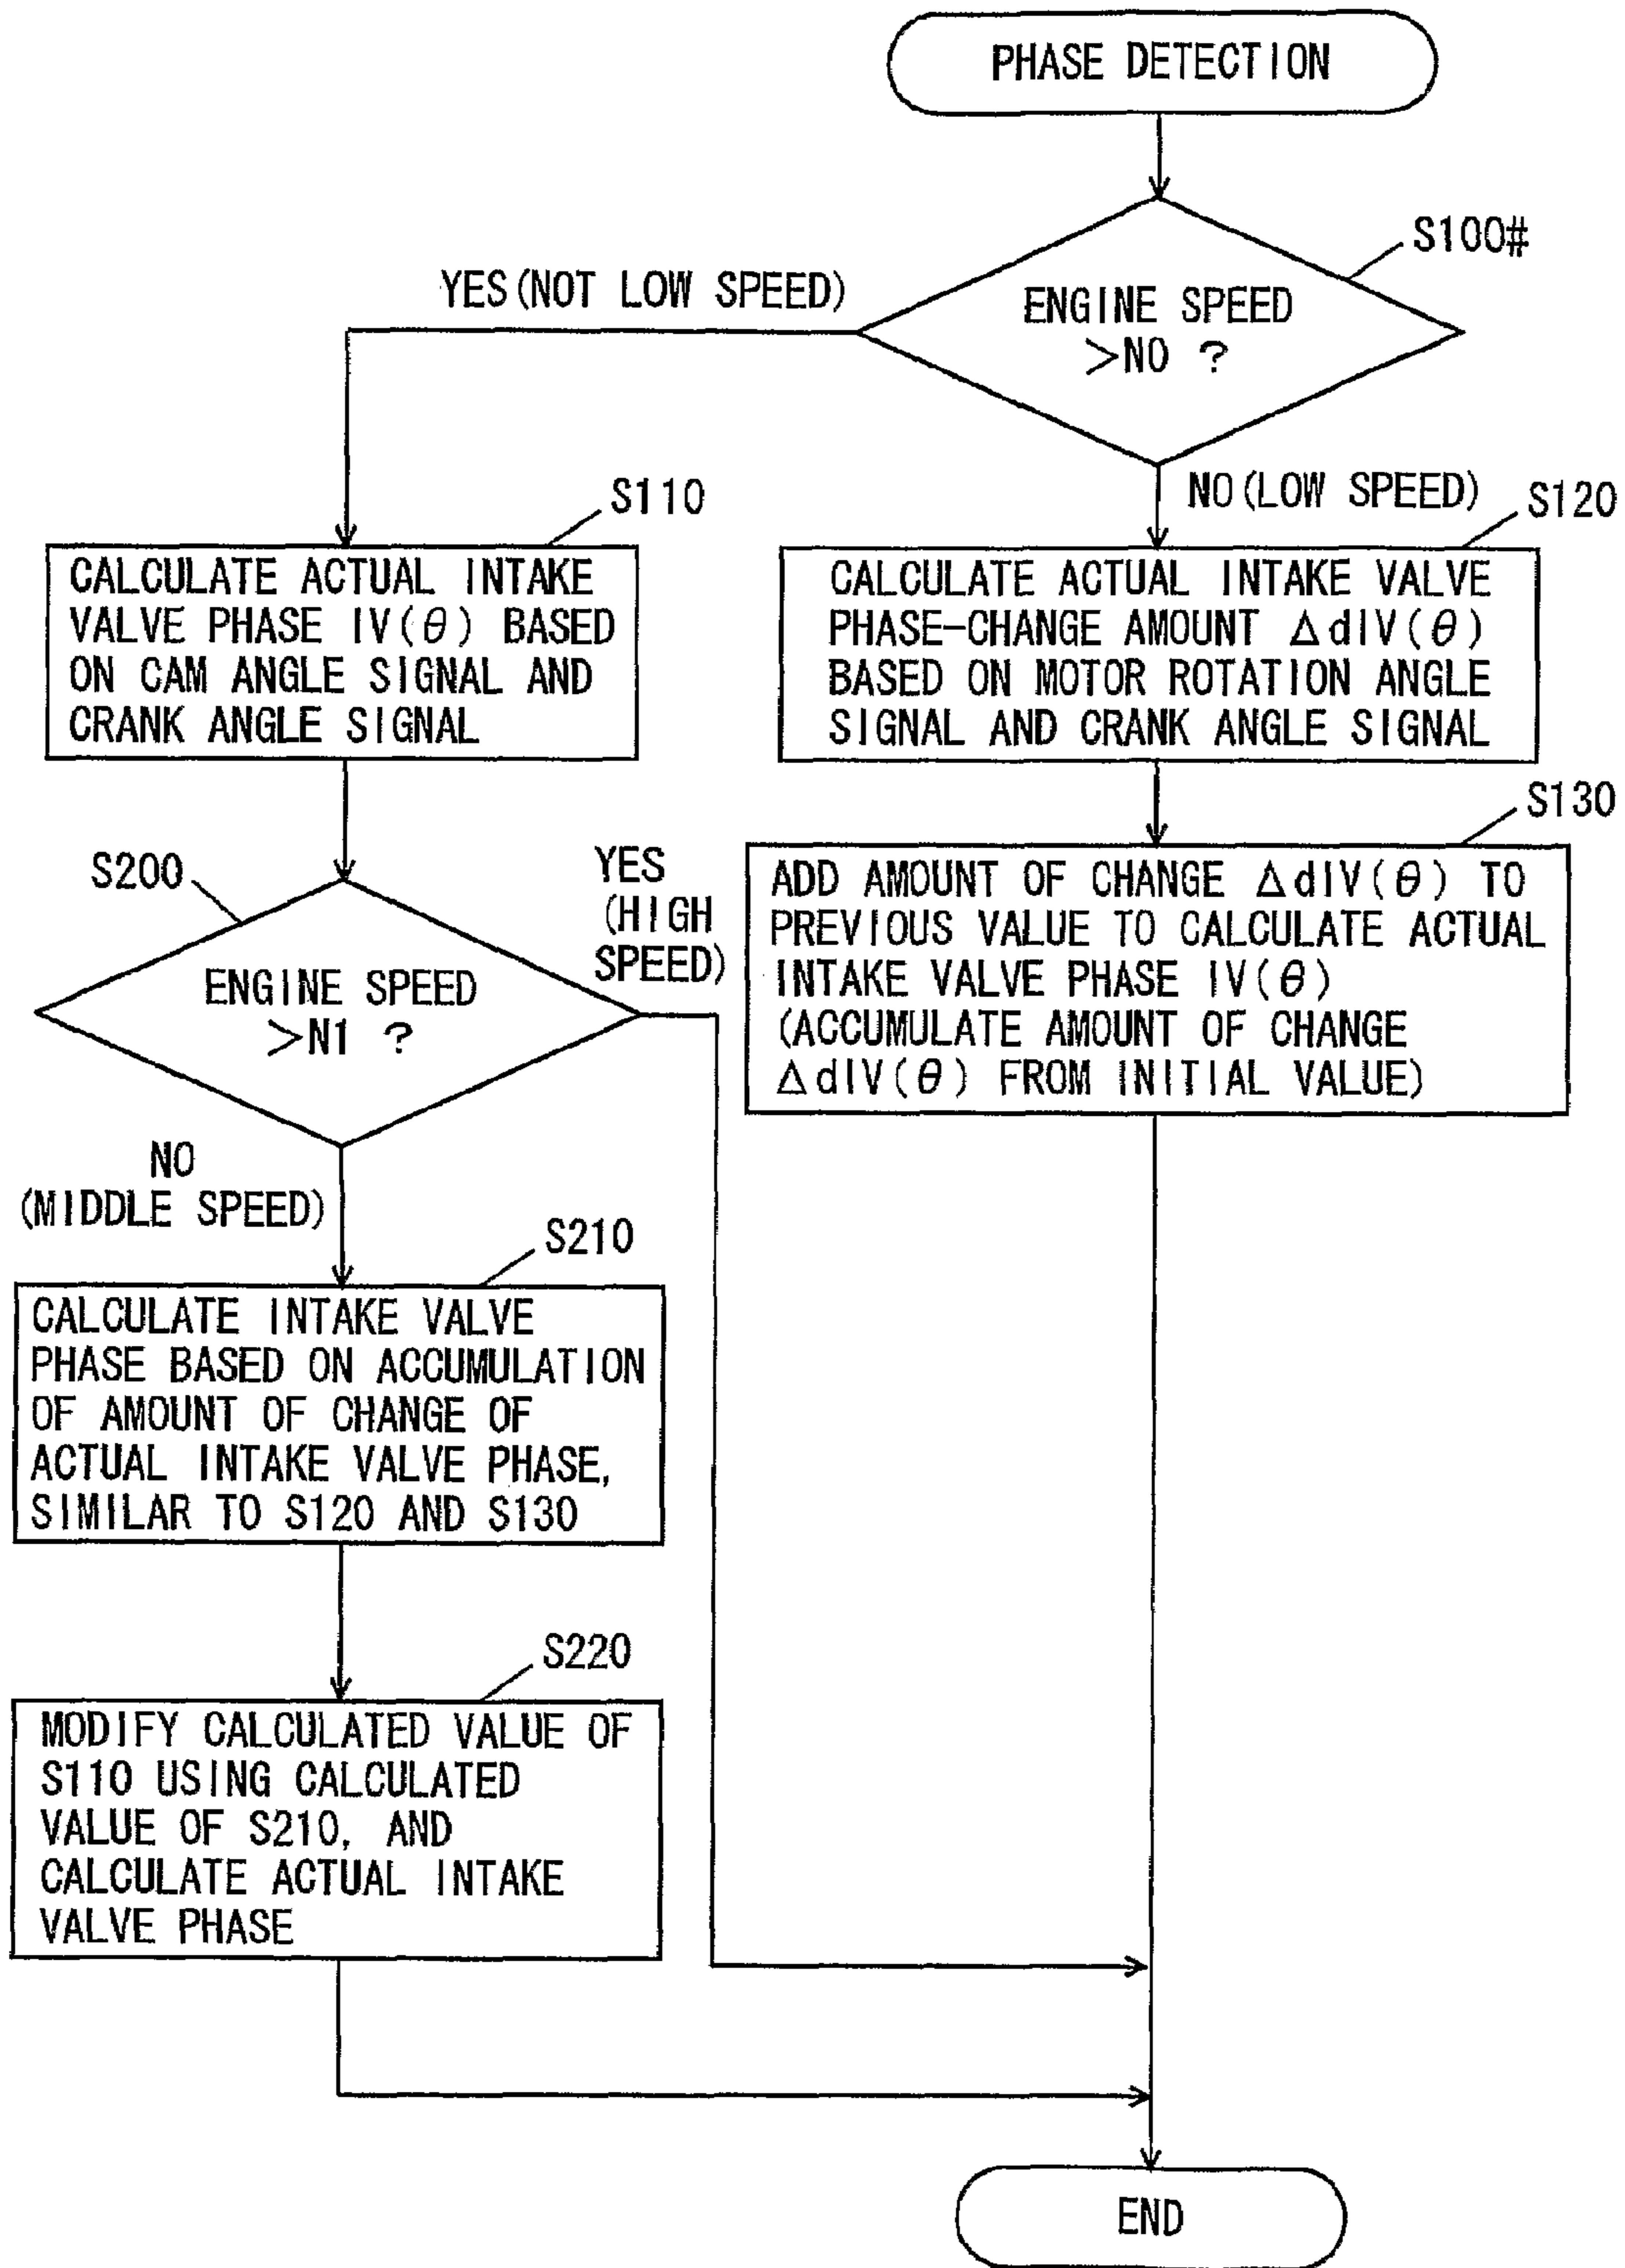 PHASE DETECTION
S100#
YES(NOT LOW SPEED)
ENGINE SPEED
>N0 ?
NO(LOW SPEED)
S110
CALCULATE ACTUAL INTAKE
VALVE PHASE IV(θ) BASED
ON CAM ANGLE SIGNAL AND
CRANK ANGLE SIGNAL
S120
CALCULATE ACTUAL INTAKE VALVE
PHASE-CHANGE AMOUNT ΔdIV(θ)
BASED ON MOTOR ROTATION ANGLE
SIGNAL AND CRANK ANGLE SIGNAL
S130
ADD AMOUNT OF CHANGE ΔdIV(θ) TO
PREVIOUS VALUE TO CALCULATE ACTUAL
INTAKE VALVE PHASE IV(θ)
(ACCUMULATE AMOUNT OF CHANGE
ΔdIV(θ) FROM INITIAL VALUE)
S200
YES
(HIGH
SPEED)
ENGINE SPEED
>N1 ?
NO
(MIDDLE SPEED)
S210
CALCULATE INTAKE VALVE
PHASE BASED ON ACCUMULATION
OF AMOUNT OF CHANGE OF
ACTUAL INTAKE VALVE PHASE,
SIMILAR TO S120 AND S130
S220
MODIFY CALCULATED VALUE OF
S110 USING CALCULATED
VALUE OF S210, AND
CALCULATE ACTUAL INTAKE
VALVE PHASE
END